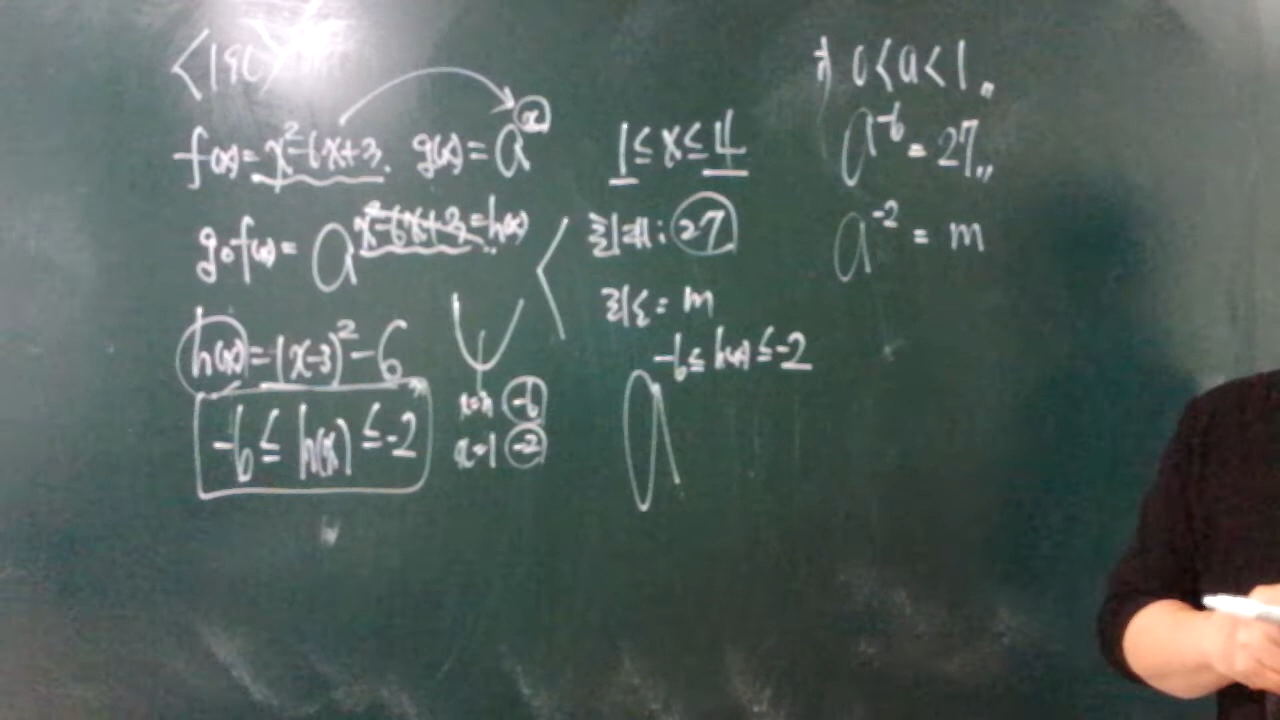 f(x)=x²-6x+3. g(x)=a^x
g∘f(x)= a^(x²-6x+3=h(x))
h(x)=(x-3)²-6
-6≤h(x)≤-2
x=3 -6
x=1 -2
1≤x≤4
최대: 27
최소= m
a^(-6≤h(x)≤-2)
i) 0<a<1
a^-6=27
a^-2=m